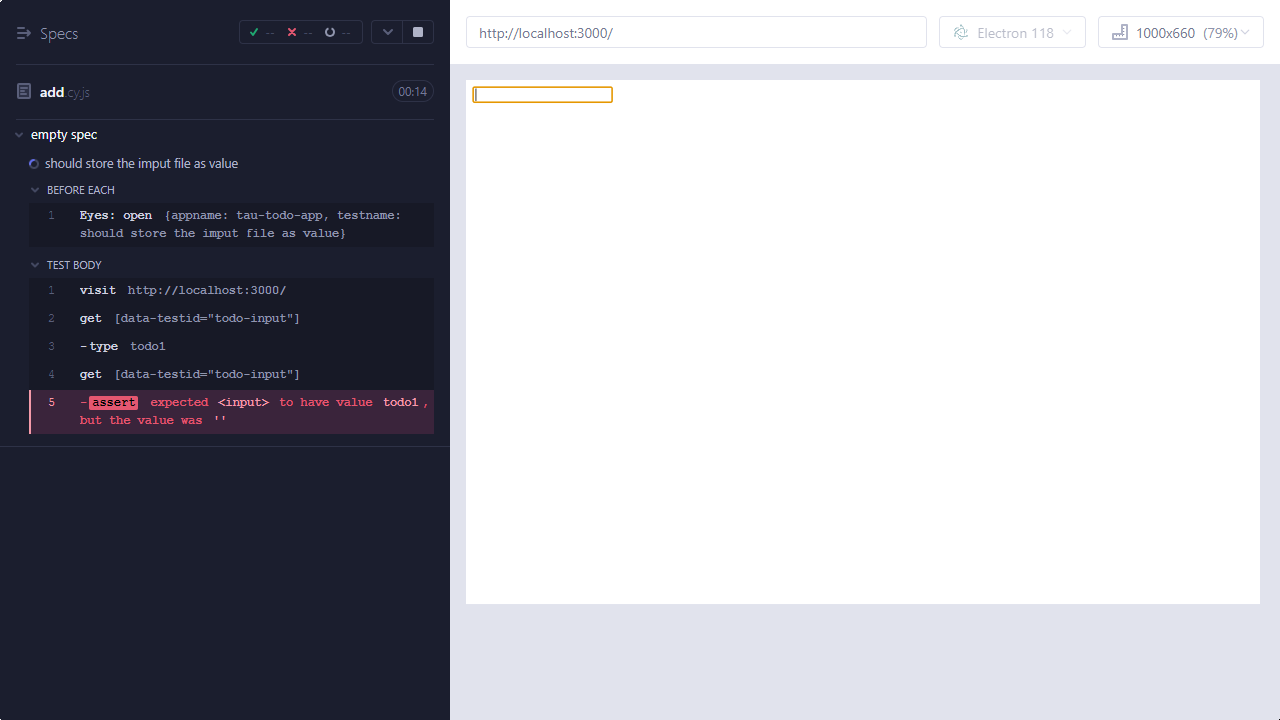 Specs
-- -- --
add.cy.js 00:14
empty spec
should store the imput file as value
BEFORE EACH
1 Eyes: open {appname: tau-todo-app, testname:
should store the imput file as value}
TEST BODY
1 visit http://localhost:3000/
2 get [data-testid="todo-input"]
3 -type todo1
4 get [data-testid="todo-input"]
5 -assert expected <input> to have value todo1,
but the value was ''
http://localhost:3000/
Electron 118
1000x660 (79%)